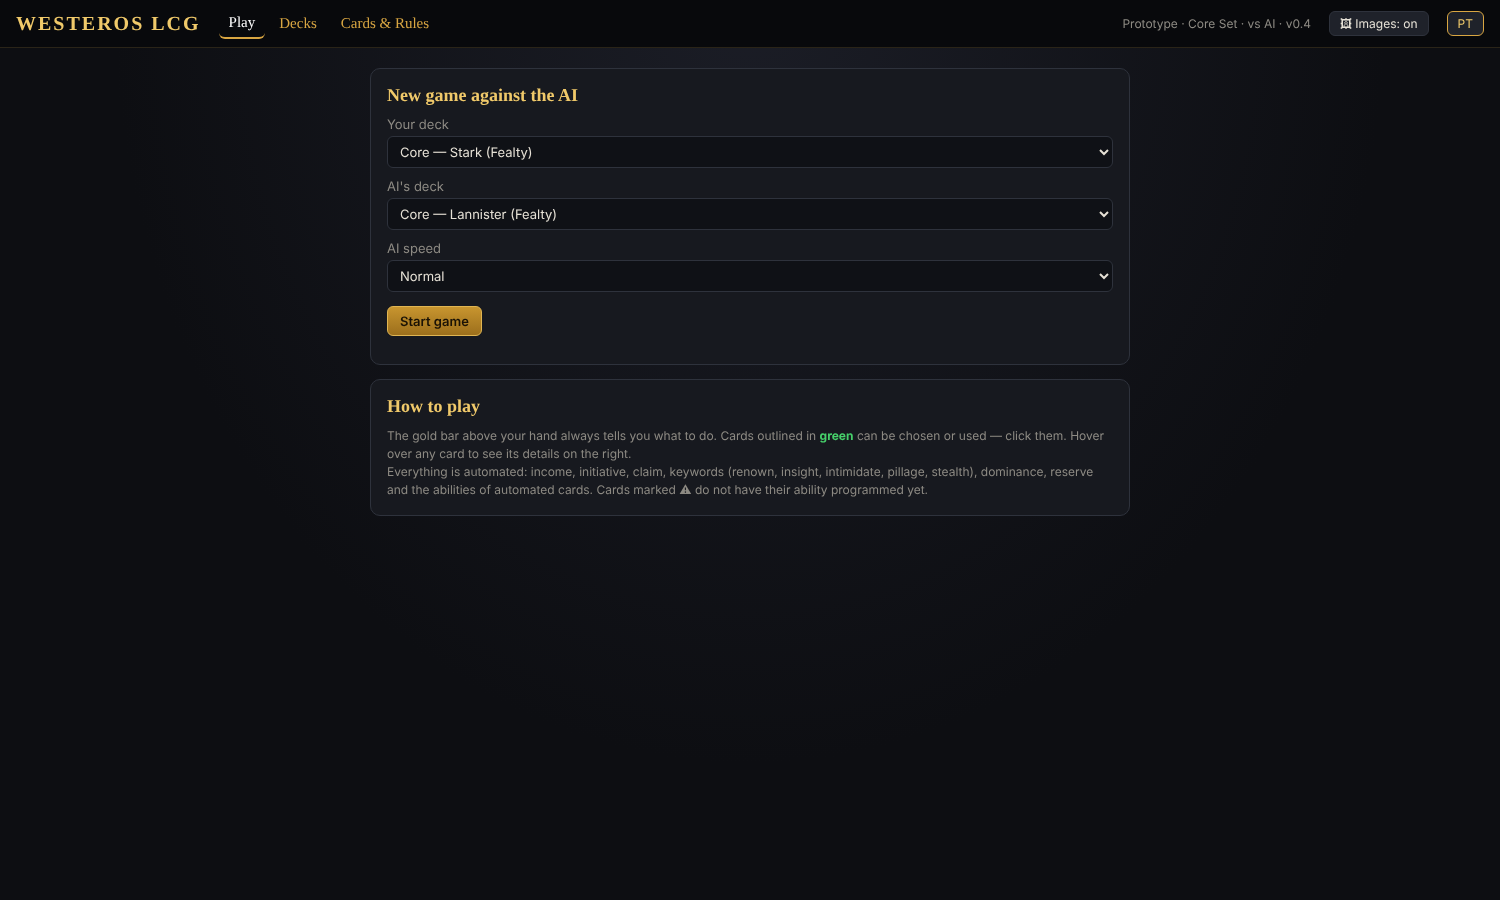 WESTEROS LCG
Play
Decks
Cards & Rules
Prototype · Core Set · vs AI · v0.4
🖼 Images: on
PT
New game against the AI
Your deck
Core — Stark (Fealty)
AI's deck
Core — Lannister (Fealty)
AI speed
Normal
Start game
How to play
The gold bar above your hand always tells you what to do. Cards outlined in green can be chosen or used — click them. Hover
over any card to see its details on the right.
Everything is automated: income, initiative, claim, keywords (renown, insight, intimidate, pillage, stealth), dominance, reserve
and the abilities of automated cards. Cards marked ⚠ do not have their ability programmed yet.